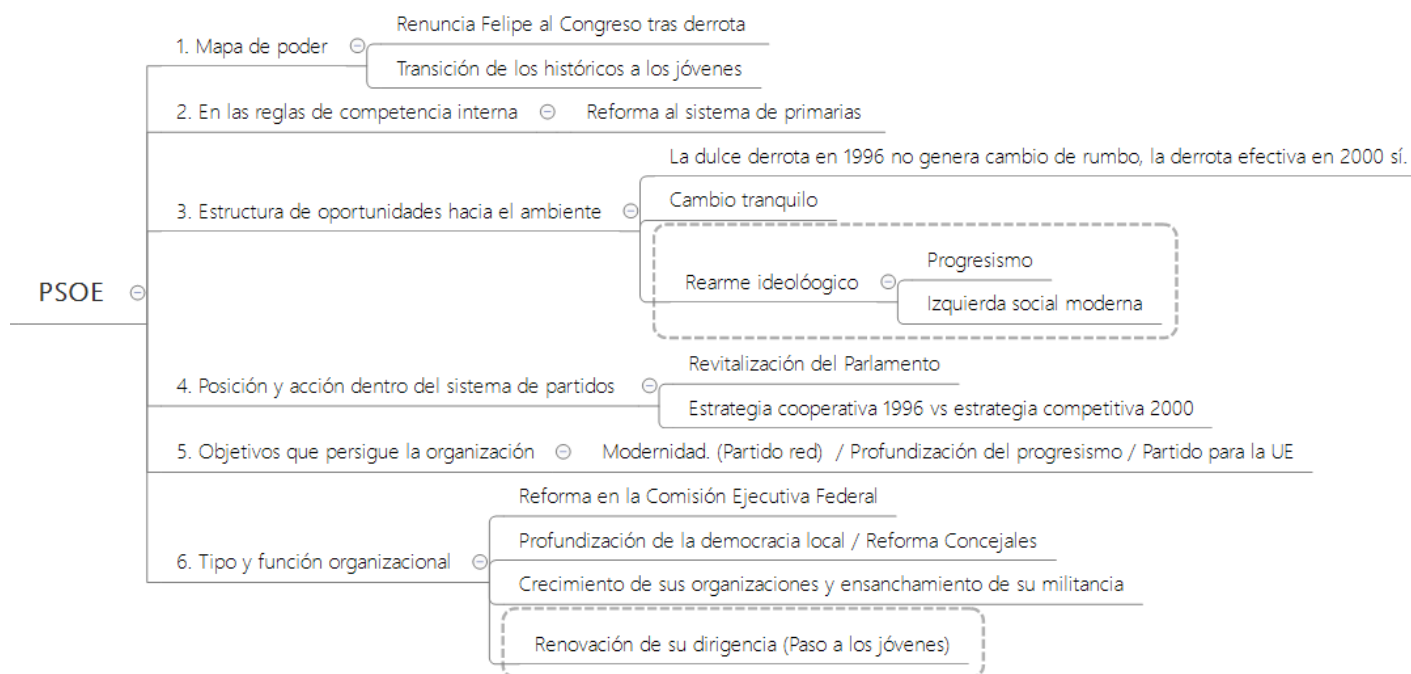 PSOE
1. Mapa de poder
Renuncia Felipe al Congreso tras derrota
Transición de los históricos a los jóvenes
2. En las reglas de competencia interna
Reforma al sistema de primarias
3. Estructura de oportunidades hacia el ambiente
La dulce derrota en 1996 no genera cambio de rumbo, la derrota efectiva en 2000 sí.
Cambio tranquilo
Rearme ideolóogico
Progresismo
Izquierda social moderna
4. Posición y acción dentro del sistema de partidos
Revitalización del Parlamento
Estrategia cooperativa 1996 vs estrategia competitiva 2000
5. Objetivos que persigue la organización
Modernidad. (Partido red) / Profundización del progresismo / Partido para la UE
6. Tipo y función organizacional
Reforma en la Comisión Ejecutiva Federal
Profundización de la democracia local / Reforma Concejales
Crecimiento de sus organizaciones y ensanchamiento de su militancia
Renovación de su dirigencia (Paso a los jóvenes)